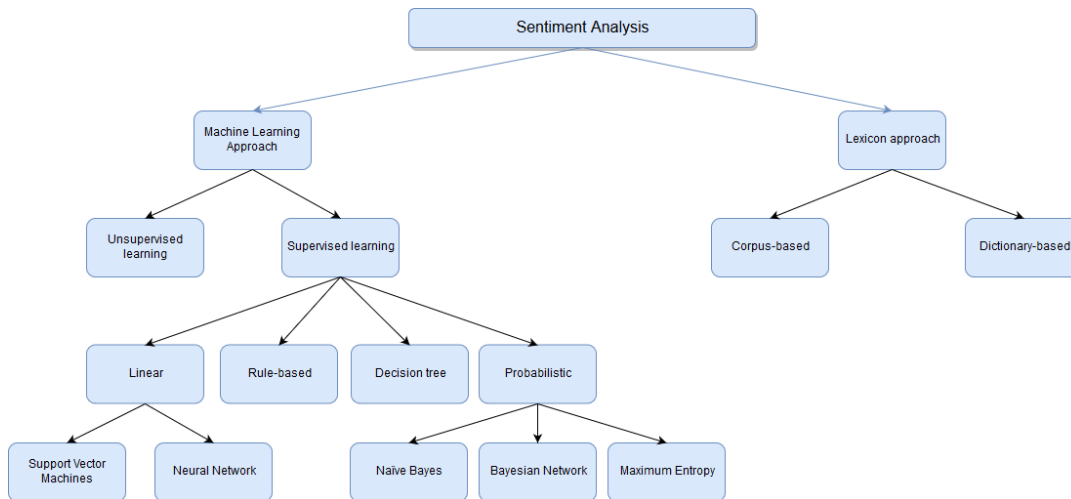 Sentiment Analysis
Machine Learning
Approach
Lexicon approach
Unsupervised
learning
Supervised learning
Corpus-based
Dictionary-based
Linear
Rule-based
Decision tree
Probabilistic
Support Vector
Machines
Neural Network
Naïve Bayes
Bayesian Network
Maximum Entropy